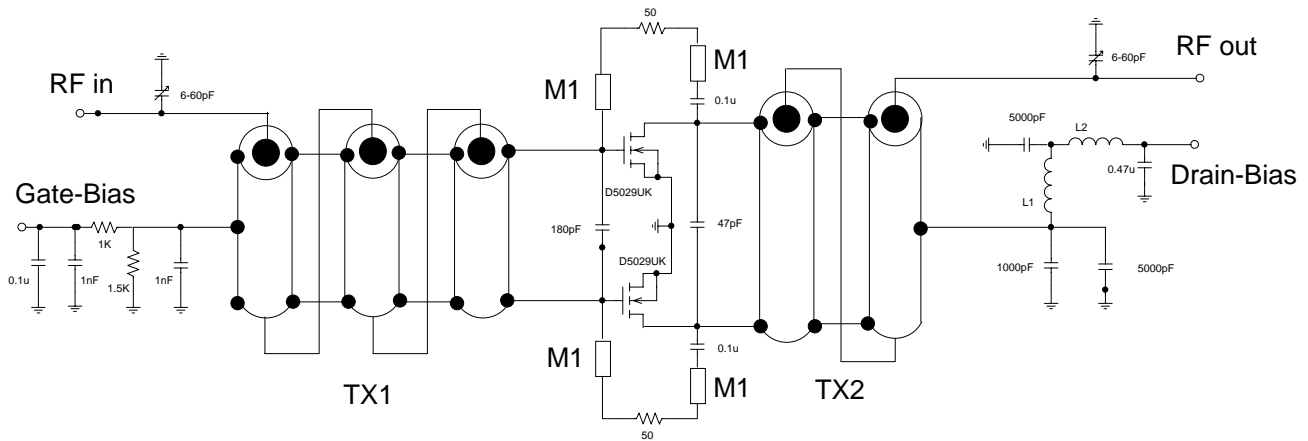 50
M1
RF out
6-60pF
RF in
M1
6-60pF
0.1u
5000pF
L2
0.47u
Drain-Bias
Gate-Bias
D5029UK
L1
1K
180pF
47pF
D5029UK
0.1u
1nF
1.5K
1nF
1000pF
5000pF
0.1u
M1
M1
TX1
TX2
50